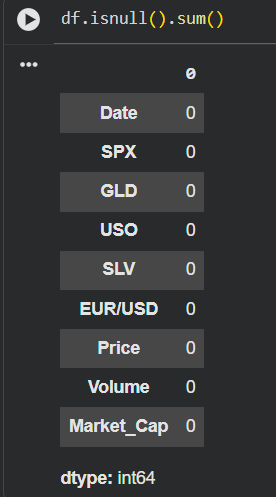 df.isnull().sum()
0
Date 0
SPX 0
GLD 0
USO 0
SLV 0
EUR/USD 0
Price 0
Volume 0
Market_Cap 0
dtype: int64